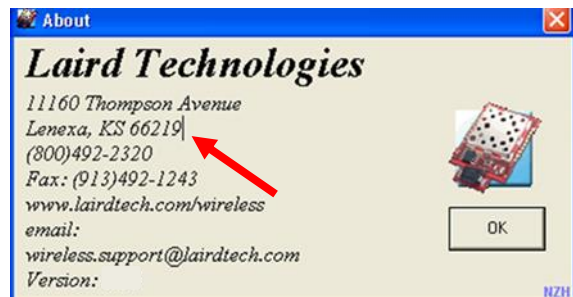 About
Laird Technologies
11160 Thompson Avenue
Lenexa, KS 66219
(800)492-2320
Fax: (913)492-1243
www.lairdtech.com/wireless
email:
wireless.support@lairdtech.com
Version:
OK
NZH